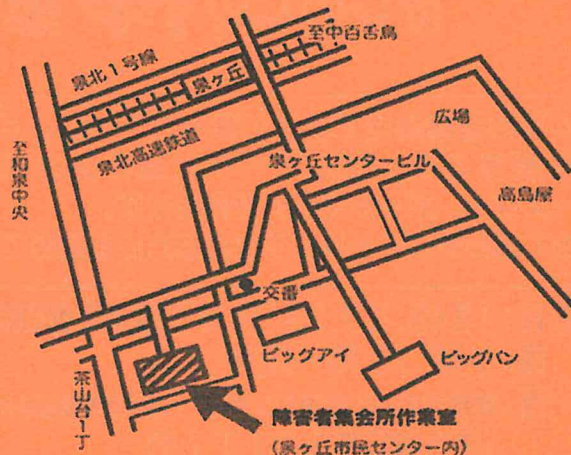 至中百舌鳥
泉北1号線
泉ヶ丘
広場
泉北高速鉄道
至和泉中央
泉ヶ丘センタービル
高島屋
交番
ビッグアイ
ビッグバン
茶山台1丁
障害者集会所作業室
(泉ヶ丘市民センター内)